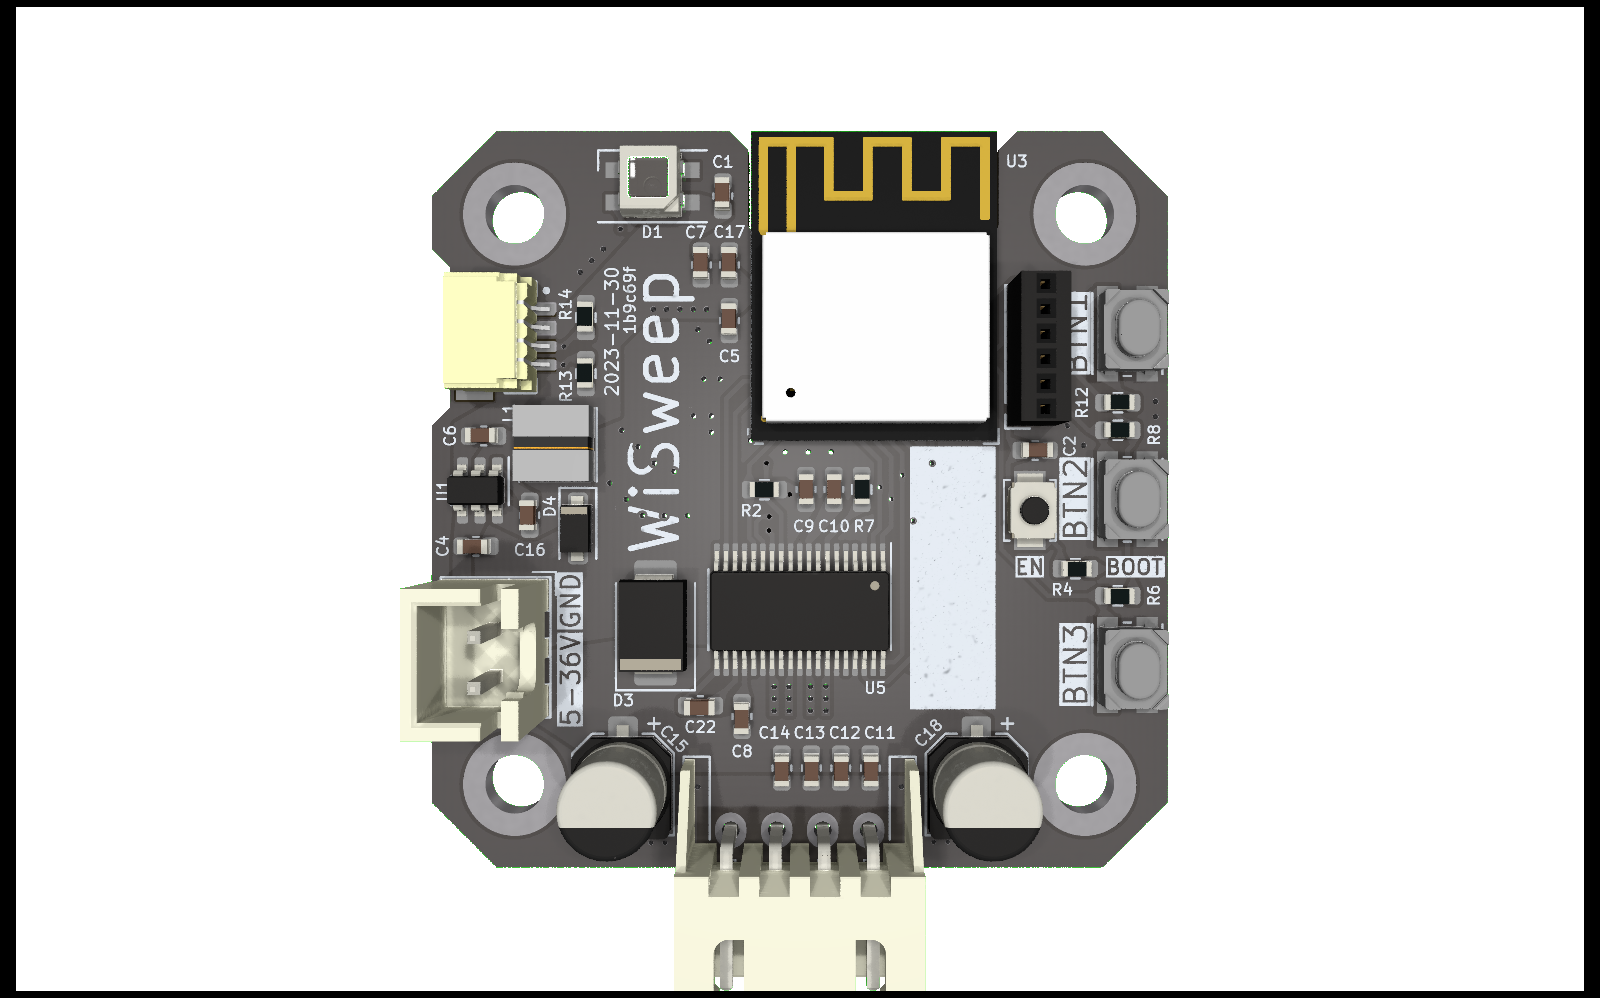 C1
U3
D1
C7
C17
R14
2023-11-30
1b9c69f
WiSweep
C5
BTN1
R13
R12
C6
R8
C2
BTN2
D4
R2
C9
C10
R7
C4
C16
EN
BOOT
R4
R6
5-36V
GND
BTN3
D3
U5
C22
+
C15
C8
C14
C13
C12
C11
C18
+